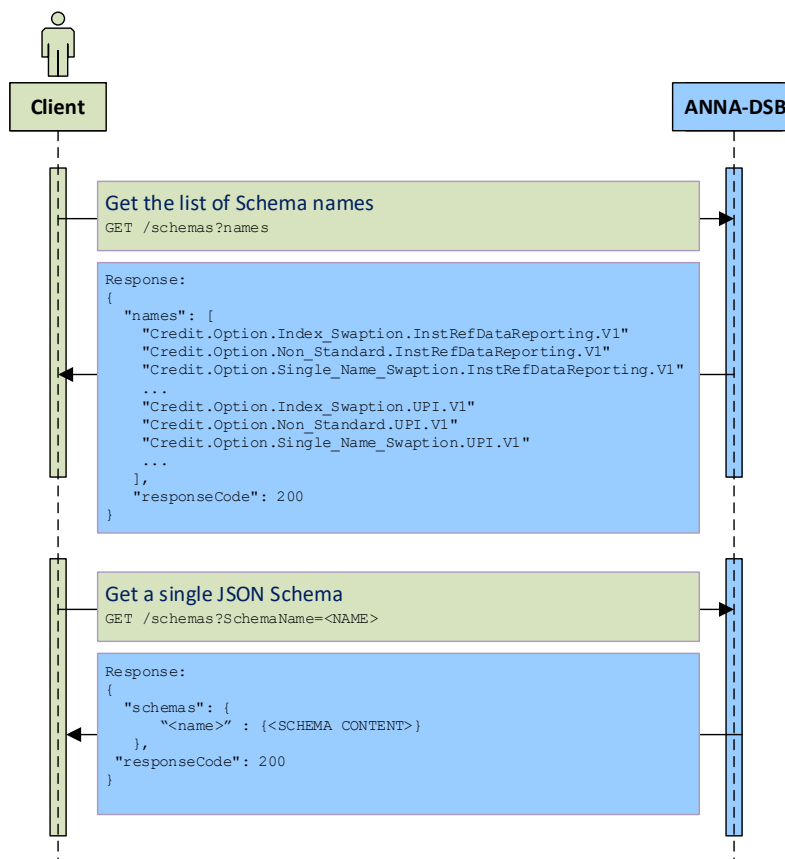 Client
ANNA-DSB
Get the list of Schema names
GET /schemas?names
Response:
{
"names": [
"Credit.Option.Index_Swaption.InstRefDataReporting.V1"
"Credit.Option.Non_Standard.InstRefDataReporting.V1"
"Credit.Option.Single_Name_Swaption.InstRefDataReporting.V1"
...
"Credit.Option.Index_Swaption.UPI.V1"
"Credit.Option.Non_Standard.UPI.V1"
"Credit.Option.Single_Name_Swaption.UPI.V1"
...
],
"responseCode": 200
}
Get a single JSON Schema
GET /schemas?SchemaName=<NAME>
Response:
{
"schemas": {
“<name>” : {<SCHEMA CONTENT>}
},
"responseCode": 200
}